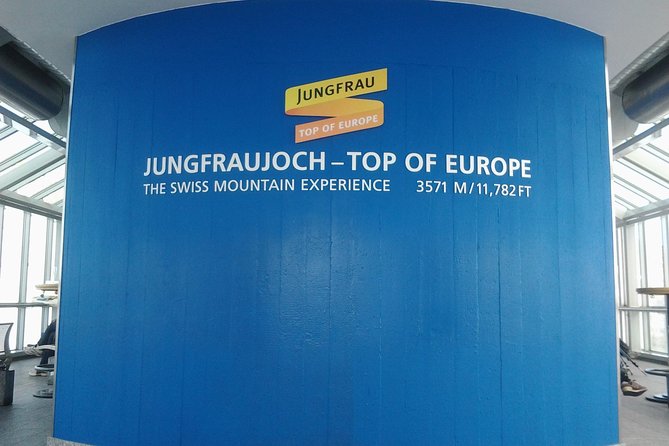 JUNGFRAU
TOP OF EUROPE
JUNGFRAUJOCH – TOP OF EUROPE
THE SWISS MOUNTAIN EXPERIENCE 3571 M/11,782 FT